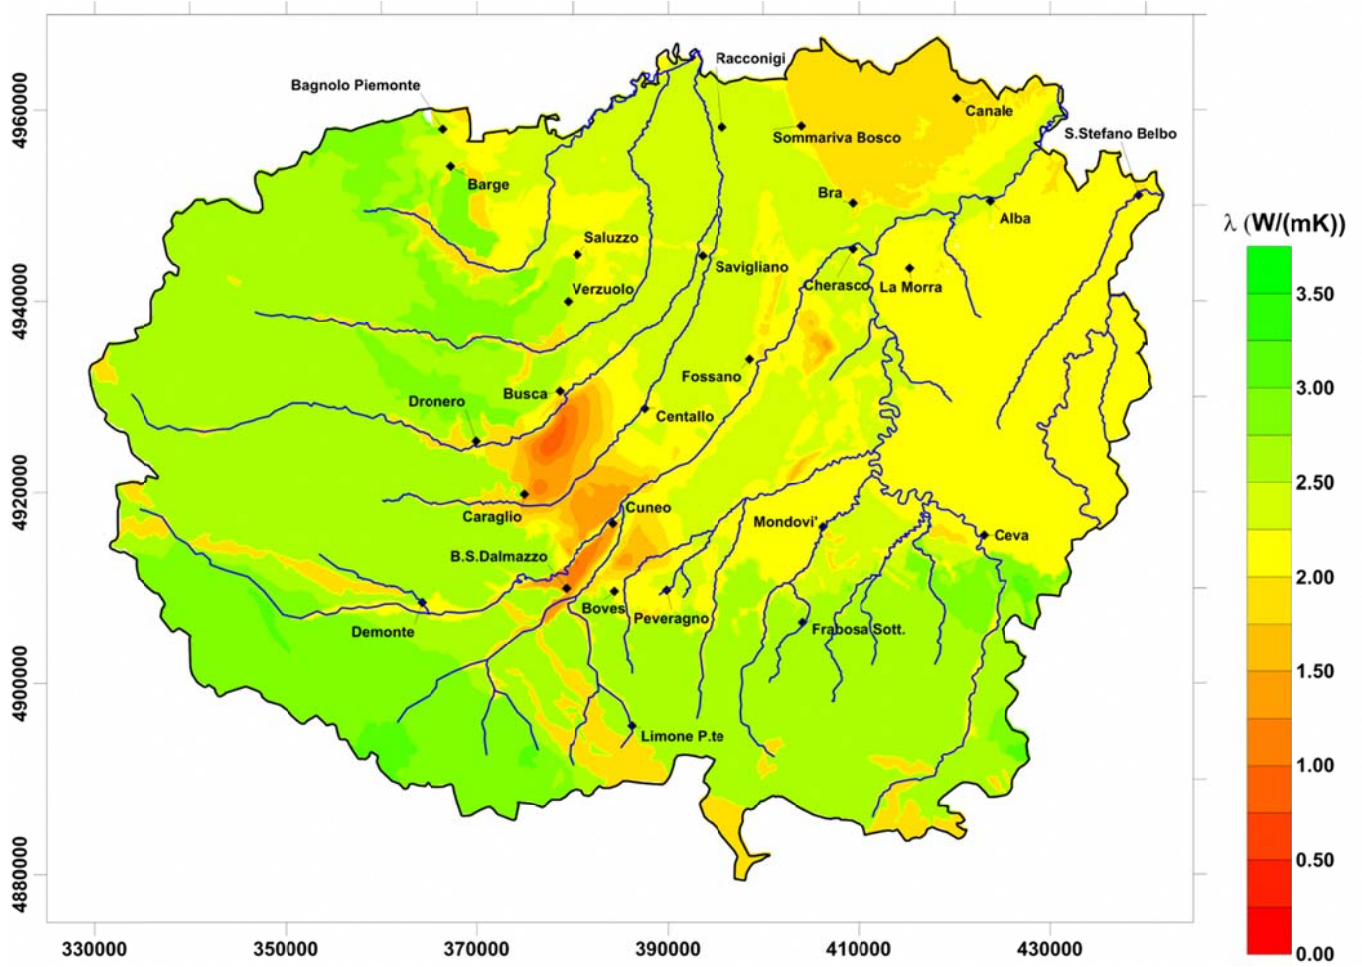 Racconigi
Bagnolo Piemonte
4960000
Canale
S.Stefano Belbo
Sommariva Bosco
Barge
Bra
Alba
λ (W/(mK))
Saluzzo
Savigliano
Cherasco
La Morra
Verzuolo
4940000
3.50
Fossano
Busca
3.00
Dronero
Centallo
4920000
2.50
Caraglio
Cuneo
Mondovi'
Ceva
B.S.Dalmazzo
2.00
Boves
Peveragno
Demonte
Frabosa Sott.
4900000
1.50
Limone P.te
1.00
4880000
0.50
0.00
330000
350000
370000
390000
410000
430000